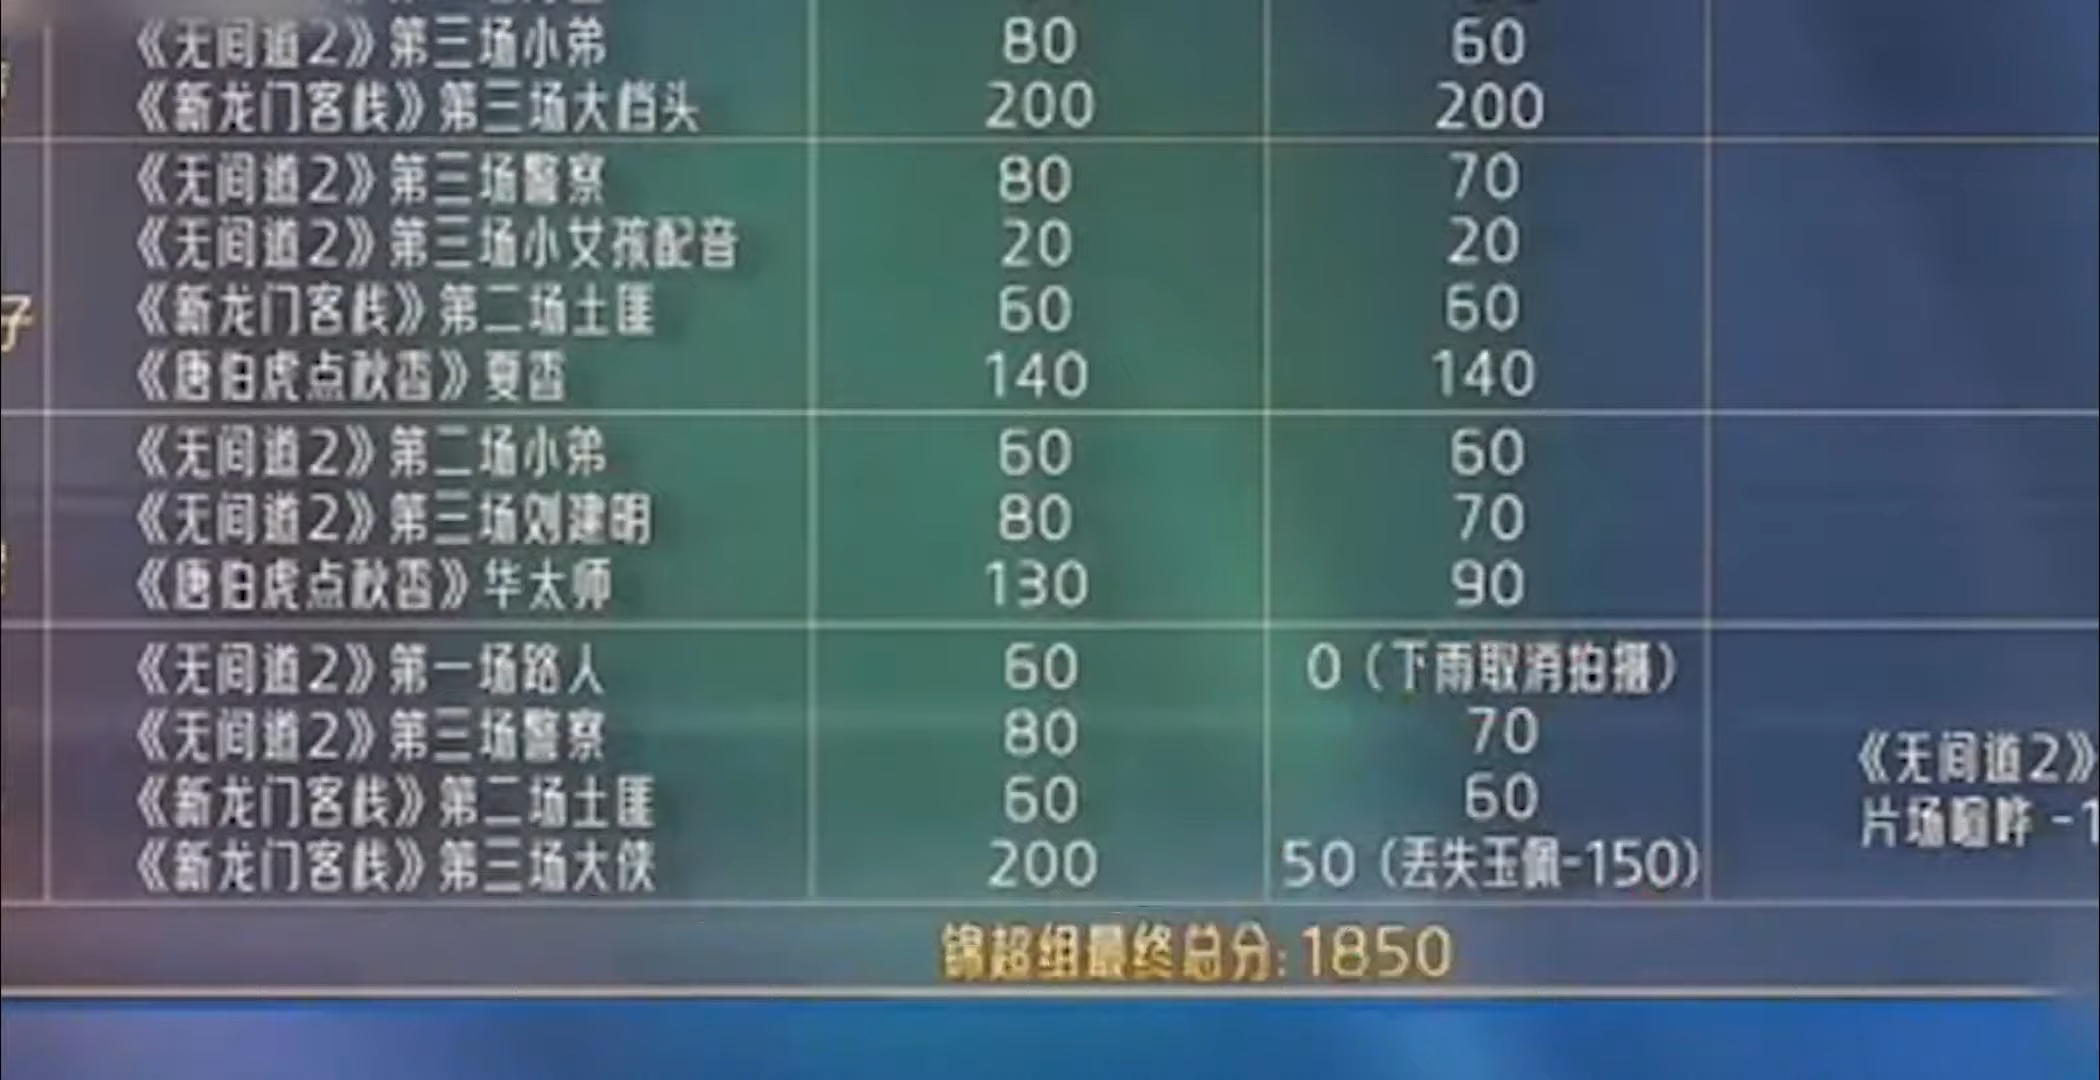 《无间道2》第三场小弟 80 60
《新龙门客栈》第三场大档头 200 200
《无间道2》第三场警察 80 70
《无间道2》第三场小女孩配音 20 20
子
《新龙门客栈》第二场土匪 60 60
《唐伯虎点秋香》夏香 140 140
《无间道2》第二场小弟 60 60
《无间道2》第三场刘建明 80 70
《唐伯虎点秋香》华太师 130 90
《无间道2》第一场路人 60 0（下雨取消拍摄）
《无间道2》第三场警察 80 70
《无间道2》
《新龙门客栈》第二场土匪 60 60
片场喧哗 -1
《新龙门客栈》第三场大侠 200 50（丢失玉佩-150）
锦超组最终总分: 1850